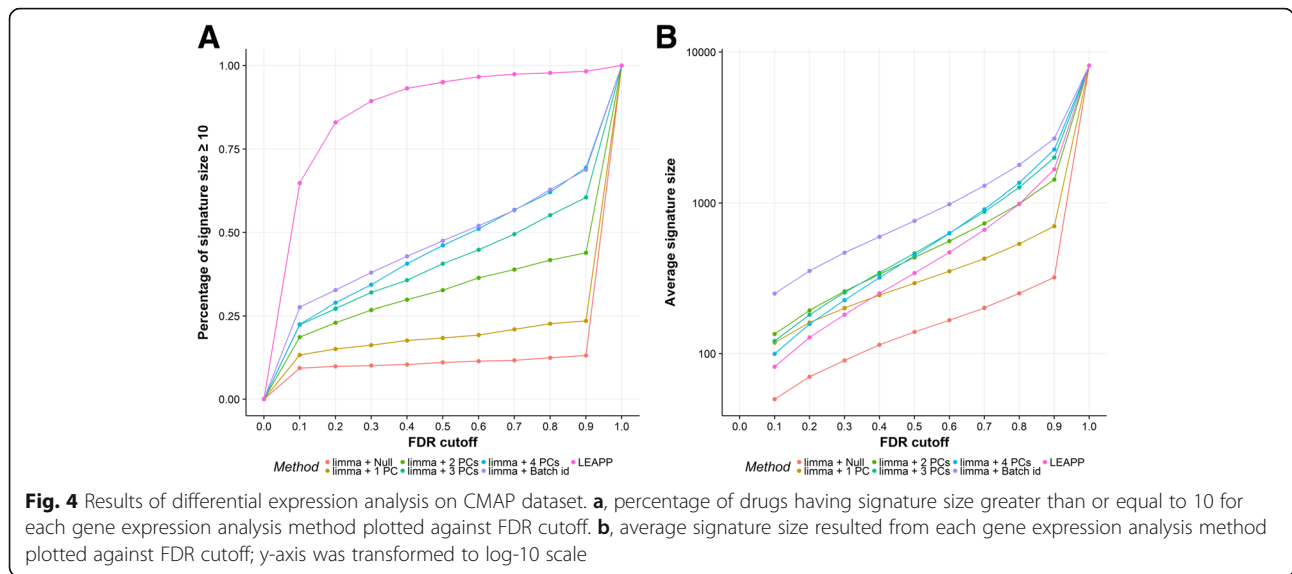 A
B
Percentage of signature size ≥ 10
1.00
0.75
0.50
0.25
0.00
0.0 0.1 0.2 0.3 0.4 0.5 0.6 0.7 0.8 0.9 1.0
FDR cutoff
Average signature size
10000
1000
100
0.0 0.1 0.2 0.3 0.4 0.5 0.6 0.7 0.8 0.9 1.0
FDR cutoff
Method limma + Null limma + 2 PCs limma + 4 PCs LEAPP
limma + 1 PC limma + 3 PCs limma + Batch id
Method limma + Null limma + 2 PCs limma + 4 PCs LEAPP
limma + 1 PC limma + 3 PCs limma + Batch id
Fig. 4 Results of differential expression analysis on CMAP dataset. a, percentage of drugs having signature size greater than or equal to 10 for
each gene expression analysis method plotted against FDR cutoff. b, average signature size resulted from each gene expression analysis method
plotted against FDR cutoff; y-axis was transformed to log-10 scale